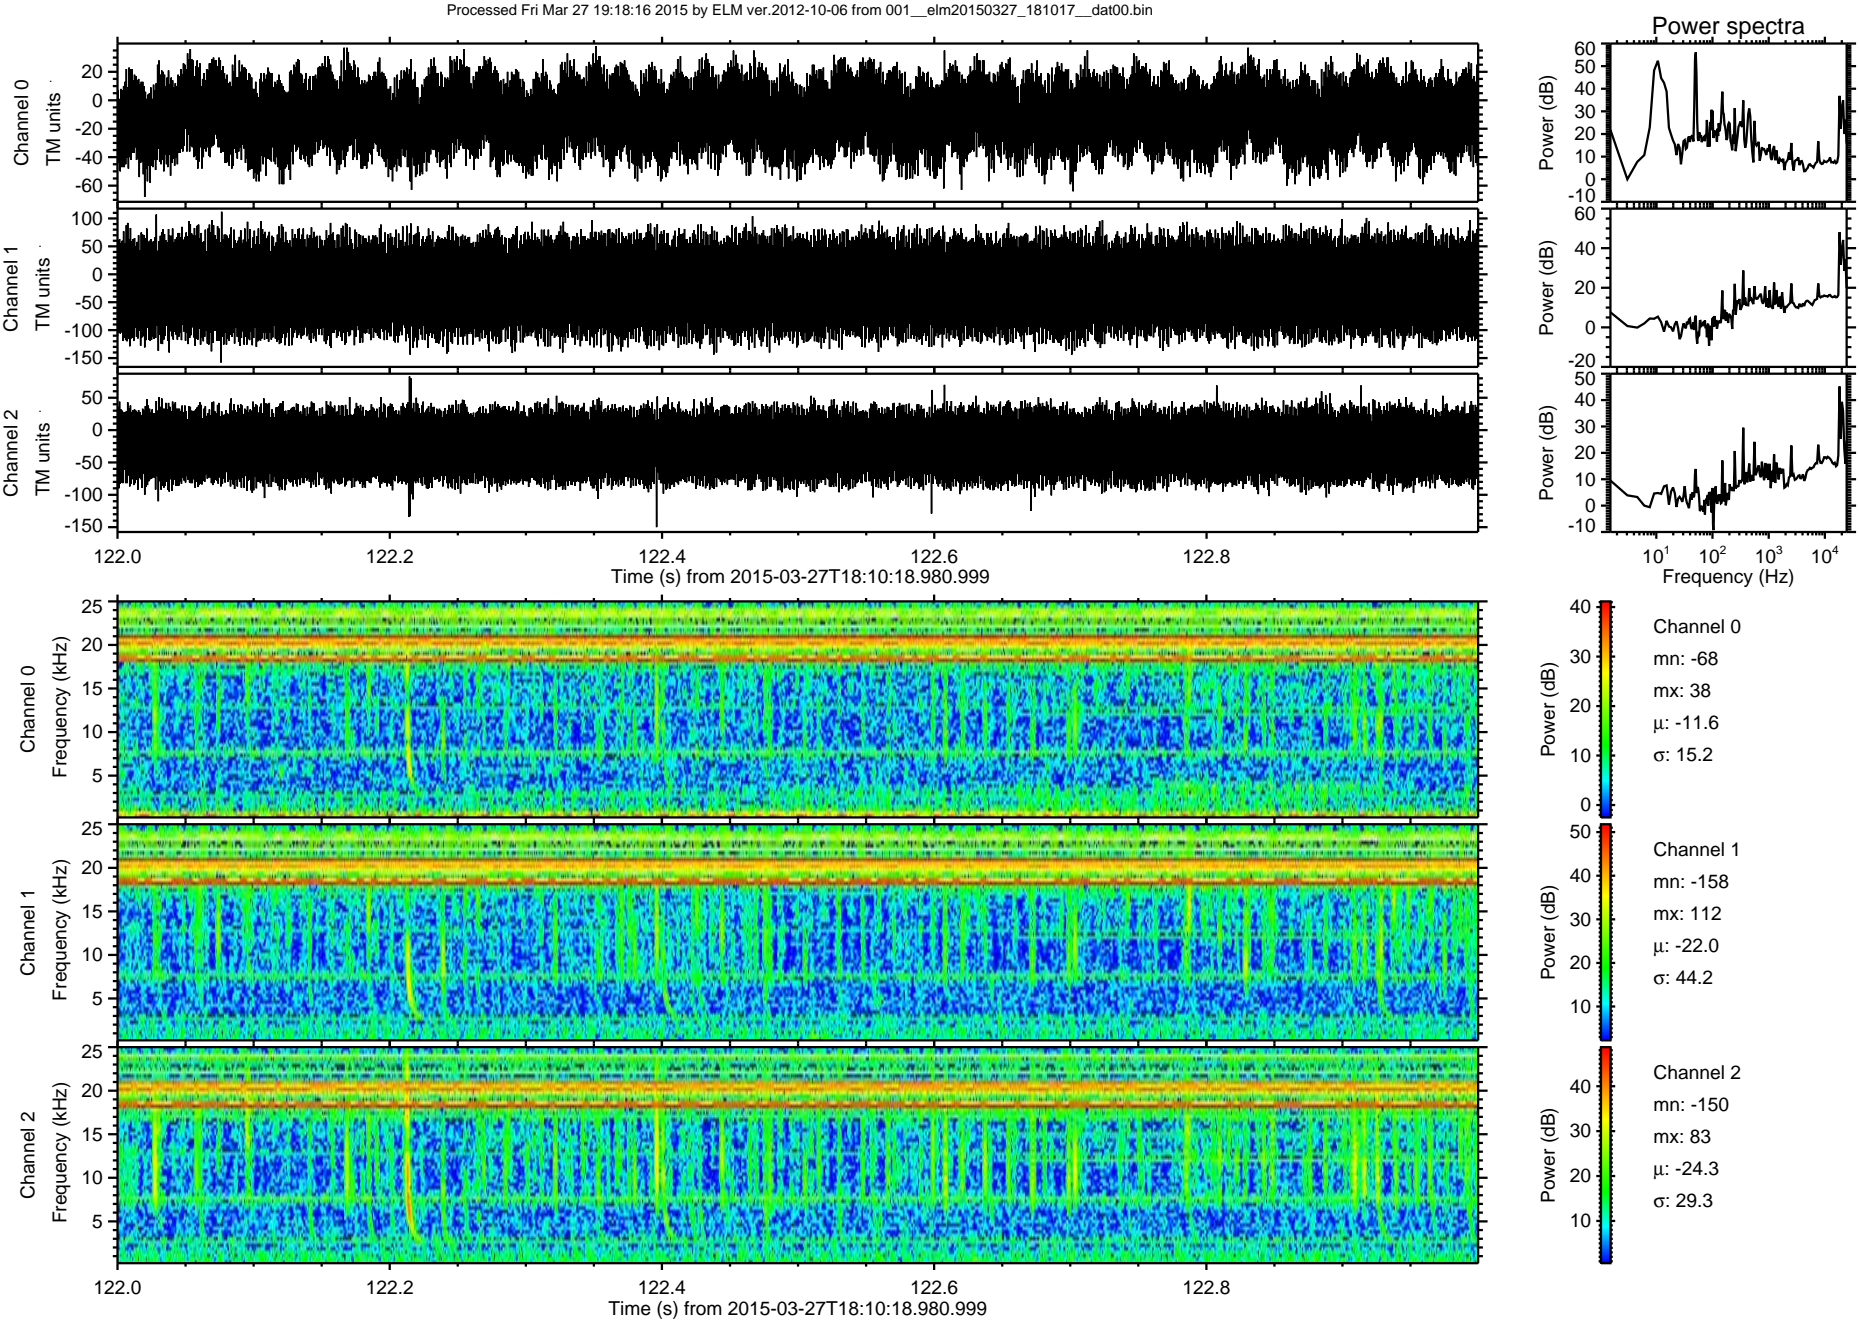 Processed Fri Mar 27 19:18:16 2015 by ELM ver.2012-10-06 from 001__elm20150327_181017__dat00.bin
Power spectra
Channel 0
TM units
20
0
-20
-40
-60
Power (dB)
60
50
40
30
20
10
0
-10
Channel 1
TM units
100
50
0
-50
-100
-150
Power (dB)
60
40
20
0
-20
Channel 2
TM units
50
0
-50
-100
-150
Power (dB)
50
40
30
20
10
0
-10
122.0 122.2 122.4 122.6 122.8
Time (s) from 2015-03-27T18:10:18.980.999
10¹ 10² 10³ 10⁴
Frequency (Hz)
Channel 0
Frequency (kHz)
25
20
15
10
5
Power (dB)
40
30
20
10
0
Channel 0
mn: -68
mx: 38
μ: -11.6
σ: 15.2
Channel 1
Frequency (kHz)
25
20
15
10
5
Power (dB)
50
40
30
20
10
Channel 1
mn: -158
mx: 112
μ: -22.0
σ: 44.2
Channel 2
Frequency (kHz)
25
20
15
10
5
Power (dB)
40
30
20
10
Channel 2
mn: -150
mx: 83
μ: -24.3
σ: 29.3
122.0 122.2 122.4 122.6 122.8
Time (s) from 2015-03-27T18:10:18.980.999